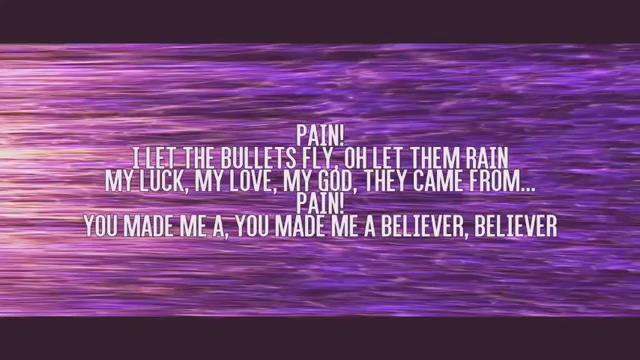 PAIN!
I LET THE BULLETS FLY, OH LET THEM RAIN
MY LUCK, MY LOVE, MY GOD, THEY CAME FROM...
PAIN!
YOU MADE ME A, YOU MADE ME A BELIEVER, BELIEVER